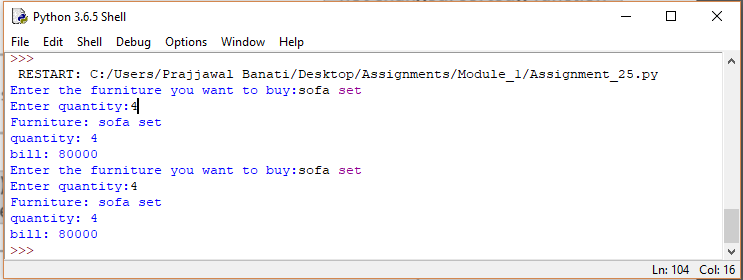 Python 3.6.5 Shell
File Edit Shell Debug Options Window Help
>>>
RESTART: C:/Users/Prajjawal Banati/Desktop/Assignments/Module_1/Assignment_25.py
Enter the furniture you want to buy:sofa set
Enter quantity:4
Furniture: sofa set
quantity: 4
bill: 80000
Enter the furniture you want to buy:sofa set
Enter quantity:4
Furniture: sofa set
quantity: 4
bill: 80000
>>>
Ln: 104 Col: 16